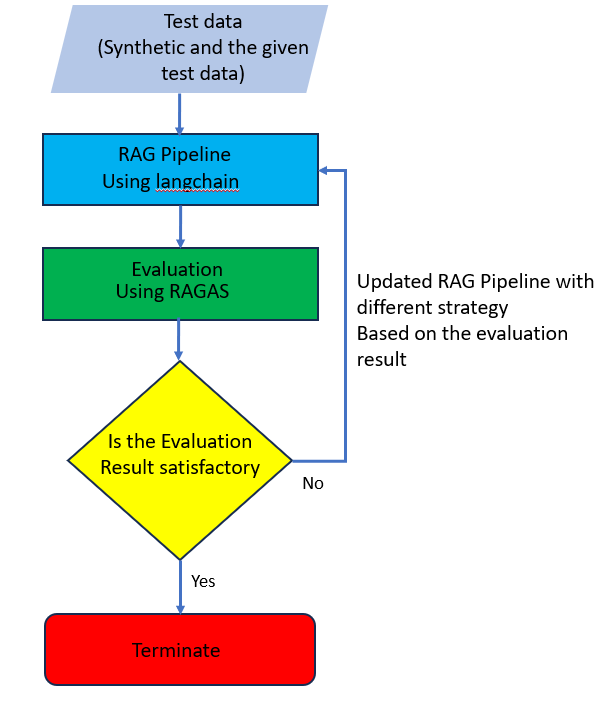 Test data
(Synthetic and the given
test data)
RAG Pipeline
Using langchain
Evaluation
Using RAGAS
Updated RAG Pipeline with
different strategy
Based on the evaluation
result
Is the Evaluation
Result satisfactory
No
Yes
Terminate